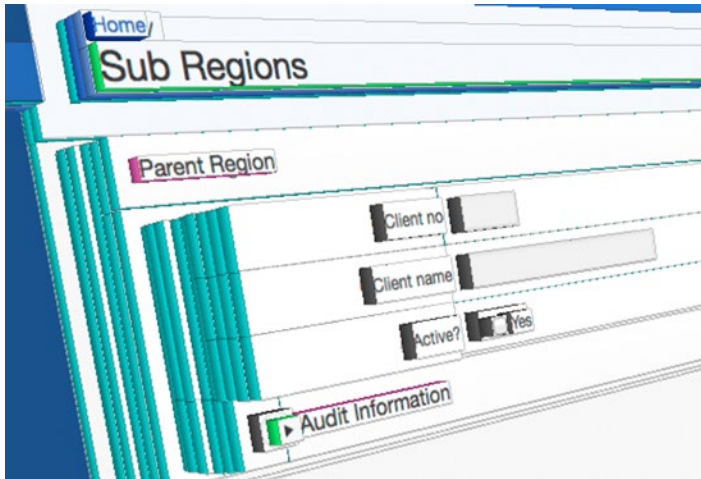 Home /
Sub Regions
Parent Region
Client no
Client name
Active? Yes
▸ Audit Information